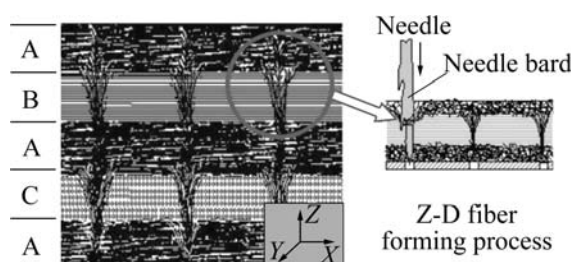 A
B
A
C
A
Z
Y
X
Needle
Needle bard
Z-D fiber
forming process